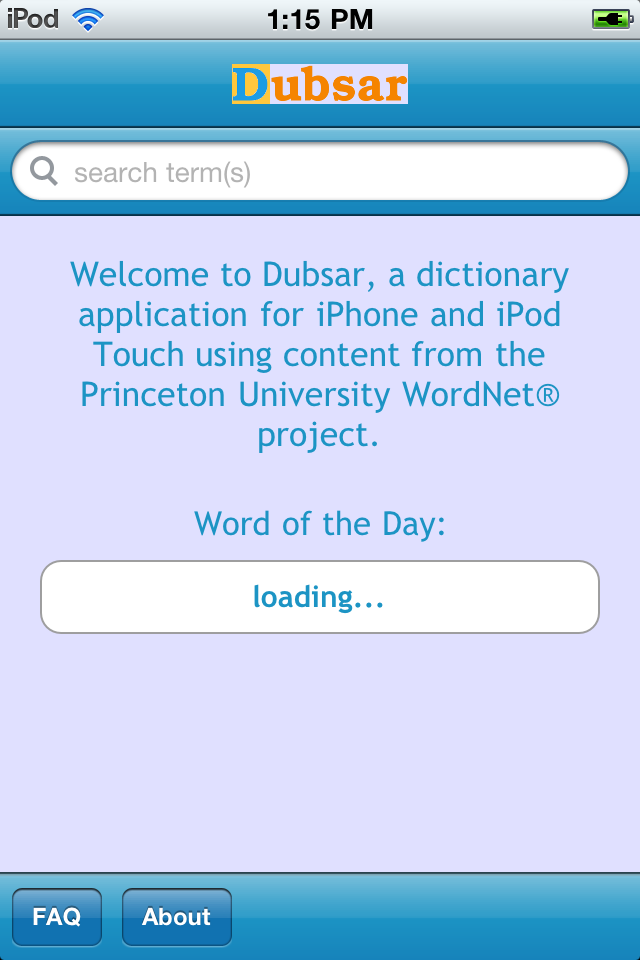 iPod 1:15 PM
Dubsar
search term(s)
Welcome to Dubsar, a dictionary
application for iPhone and iPod
Touch using content from the
Princeton University WordNet®
project.
Word of the Day:
loading...
FAQ About